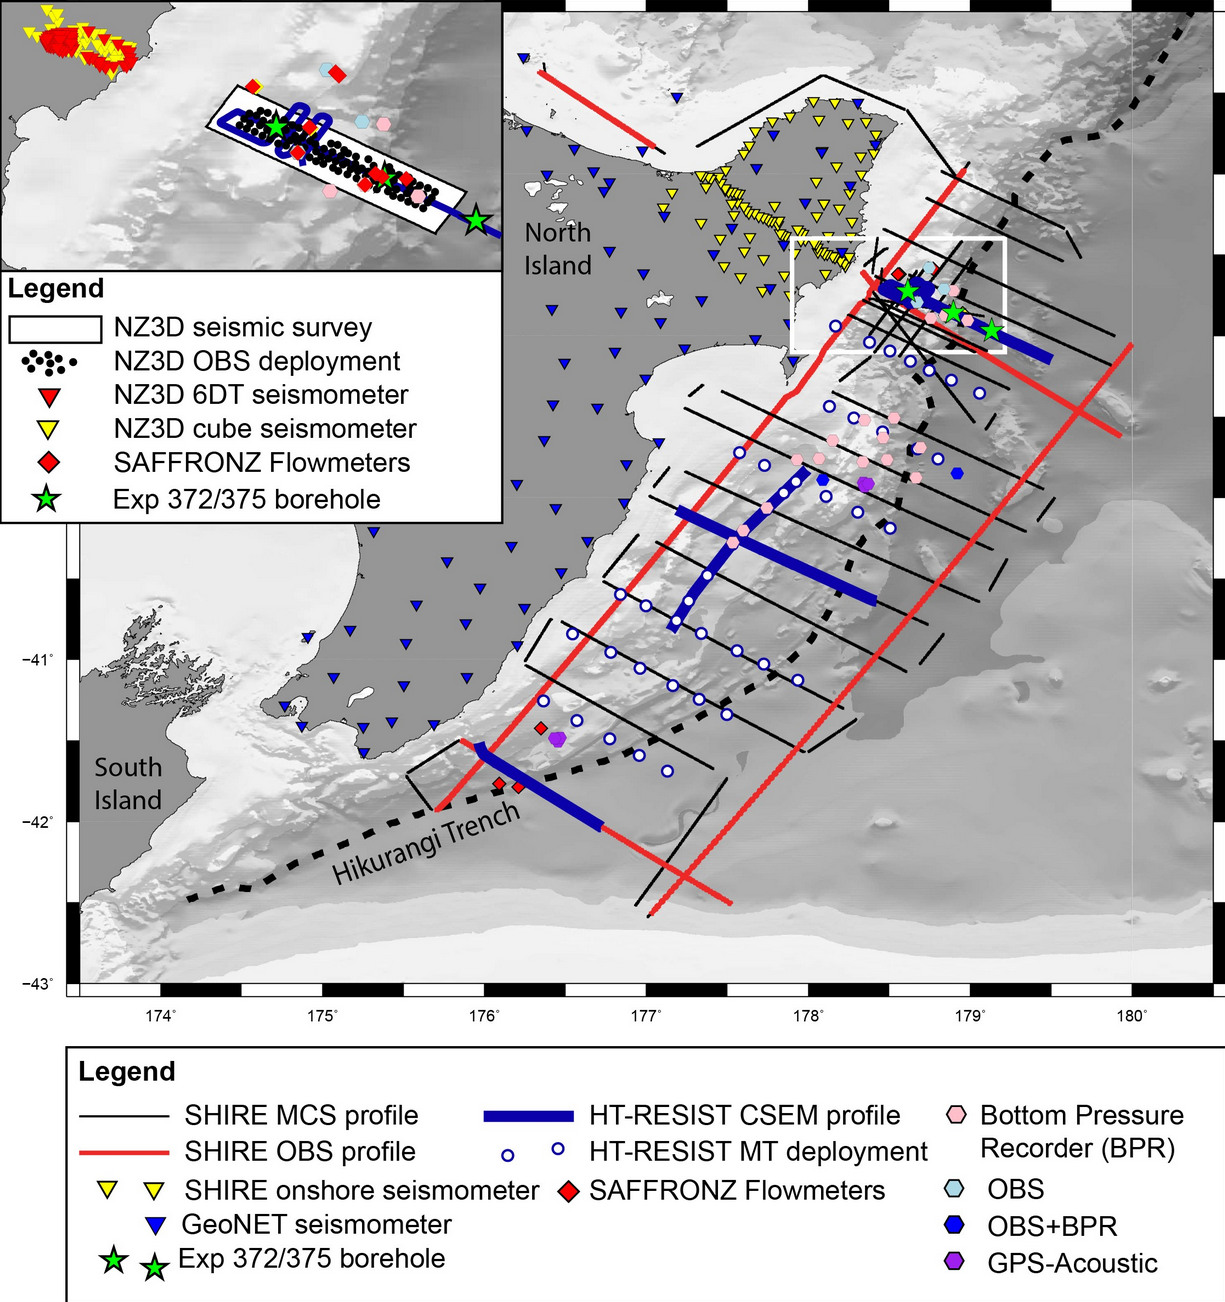 Legend
NZ3D seismic survey
NZ3D OBS deployment
NZ3D 6DT seismometer
NZ3D cube seismometer
SAFFRONZ Flowmeters
Exp 372/375 borehole
North
Island
South
Island
Hikurangi Trench
−41˚
−42˚
−43˚
174˚
175˚
176˚
177˚
178˚
179˚
180˚
Legend
SHIRE MCS profile
SHIRE OBS profile
SHIRE onshore seismometer
GeoNET seismometer
Exp 372/375 borehole
HT-RESIST CSEM profile
HT-RESIST MT deployment
SAFFRONZ Flowmeters
Bottom Pressure
Recorder (BPR)
OBS
OBS+BPR
GPS-Acoustic